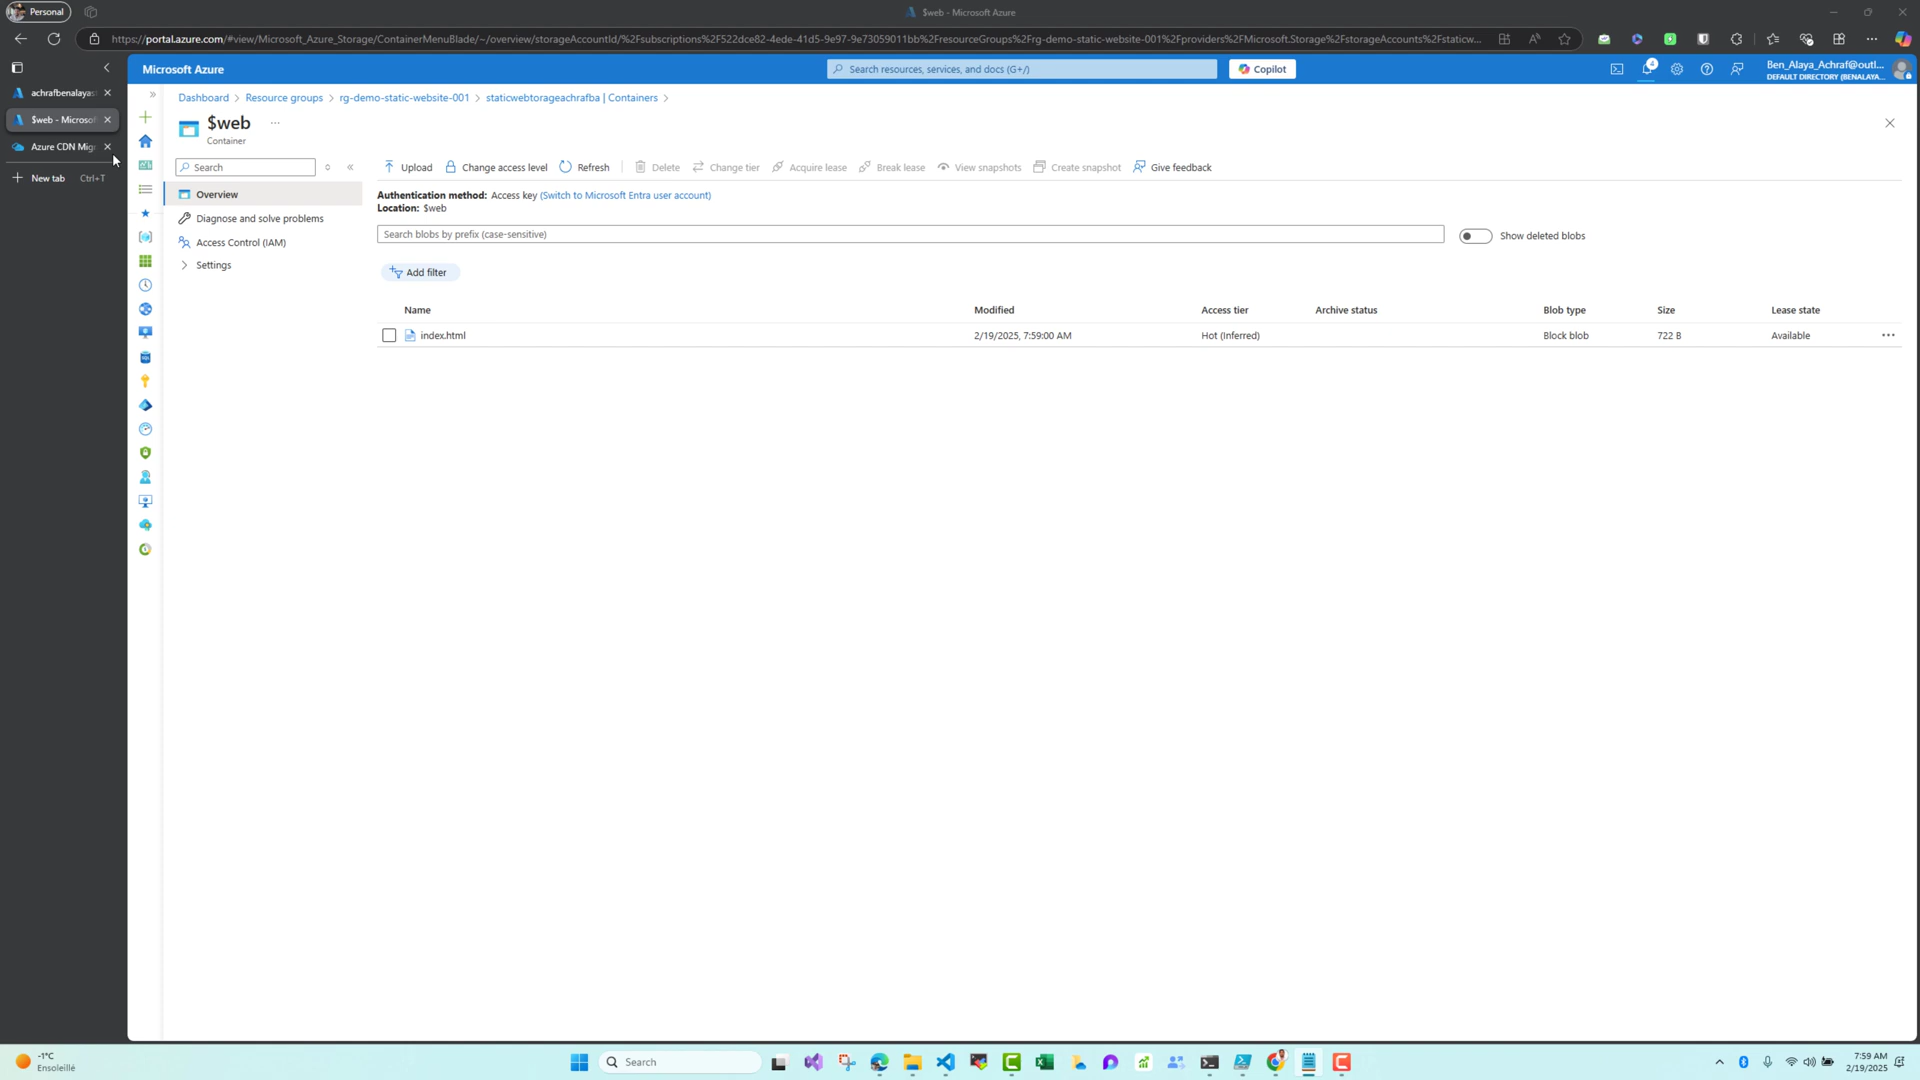 Personal
$web - Microsoft Azure
https://portal.azure.com/#view/Microsoft_Azure_Storage/ContainerMenuBlade/~/overview/storageAccountId/%2Fsubscriptions%2F522dce82-4ede-41d5-9e97-9e73059011bb%2FresourceGroups%2Frg-demo-static-website-001%2Fproviders%2FMicrosoft.Storage%2FstorageAccounts%2Fstaticw...
achrafbenalayas
$web - Microsof
Azure CDN Mig
New tab Ctrl+T
Microsoft Azure
Search resources, services, and docs (G+/)
Copilot
4
Ben_Alaya_Achraf@outl...
DEFAULT DIRECTORY (BENALAYA...
Dashboard > Resource groups > rg-demo-static-website-001 > staticwebtorageachrafba | Containers >
$web ...
Container
Search
Overview
Diagnose and solve problems
Access Control (IAM)
Settings
Upload Change access level Refresh Delete Change tier Acquire lease Break lease View snapshots Create snapshot Give feedback
Authentication method: Access key (Switch to Microsoft Entra user account)
Location: $web
Search blobs by prefix (case-sensitive)
Show deleted blobs
Add filter
Name Modified Access tier Archive status Blob type Size Lease state
index.html 2/19/2025, 7:59:00 AM Hot (Inferred) Block blob 722 B Available ...
-1°C
Ensoleillé
Search
7:59 AM
2/19/2025